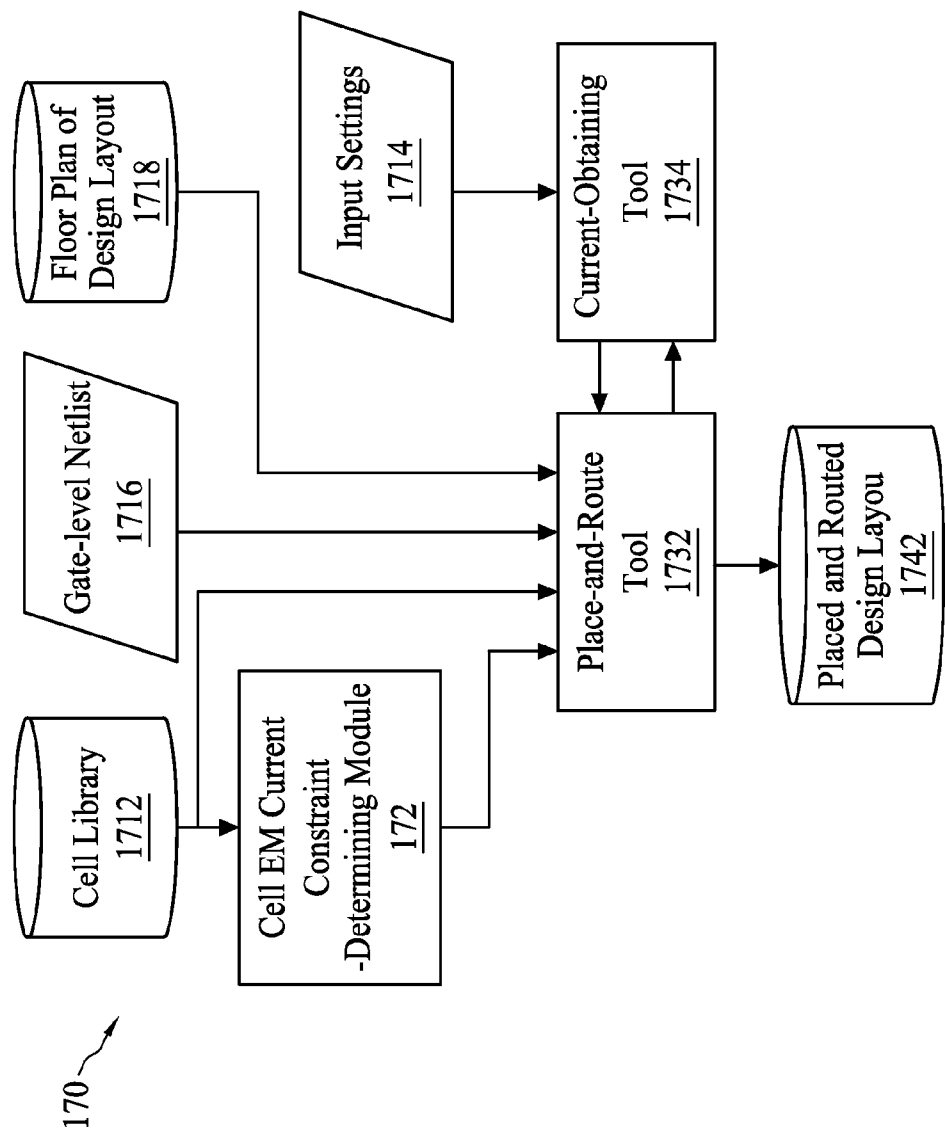 170
Cell Library
1712
Gate-level Netlist
1716
Floor Plan of
Design Layout
1718
Cell EM Current
Constraint
-Determining Module
172
Input Settings
1714
Place-and-Route
Tool
1732
Current-Obtaining
Tool
1734
Placed and Routed
Design Layou
1742